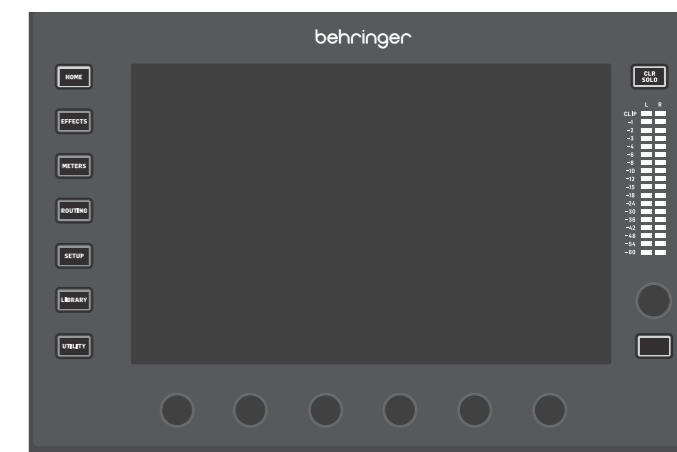 behringer
HOME
CLR
SOLO
L R
EFFECTS
CLIP
-1
-2
-3
-4
METERS
-6
-8
-10
-12
-15
-18
ROUTING
-24
-30
-36
-42
-48
SETUP
-54
-60
LIBRARY
UTILITY